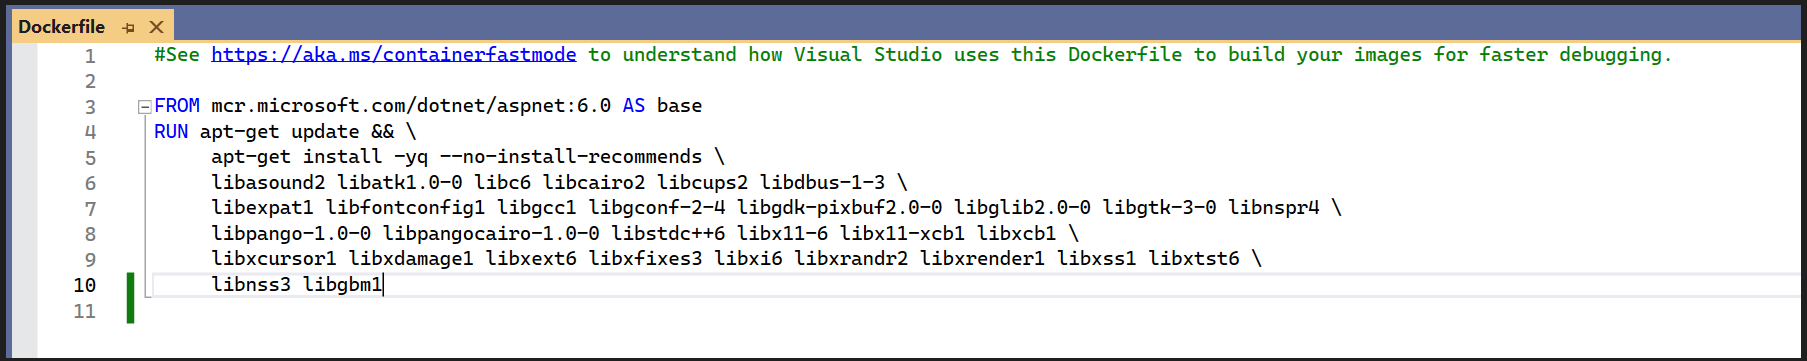 Dockerfile
1 #See https://aka.ms/containerfastmode to understand how Visual Studio uses this Dockerfile to build your images for faster debugging.
2
3 FROM mcr.microsoft.com/dotnet/aspnet:6.0 AS base
4 RUN apt-get update && \
5 apt-get install -yq --no-install-recommends \
6 libasound2 libatk1.0-0 libc6 libcairo2 libcups2 libdbus-1-3 \
7 libexpat1 libfontconfig1 libgcc1 libgconf-2-4 libgdk-pixbuf2.0-0 libglib2.0-0 libgtk-3-0 libnspr4 \
8 libpango-1.0-0 libpangocairo-1.0-0 libstdc++6 libx11-6 libx11-xcb1 libxcb1 \
9 libxcursor1 libxdamage1 libxext6 libxfixes3 libxi6 libxrandr2 libxrender1 libxss1 libxtst6 \
10 libnss3 libgbm1
11